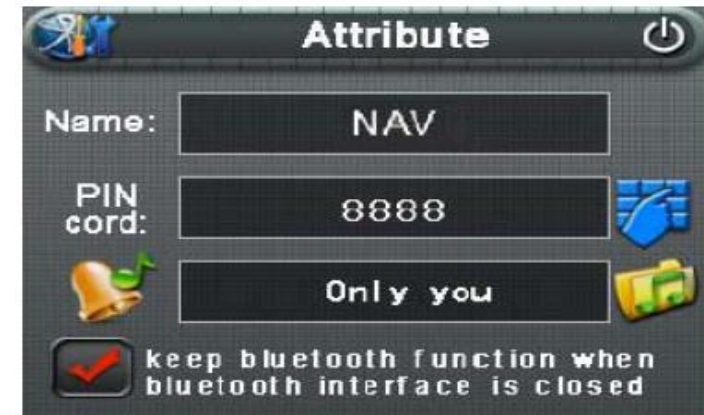 Attribute
Name: NAV
PIN
cord: 8888
Only you
keep bluetooth function when
bluetooth interface is closed